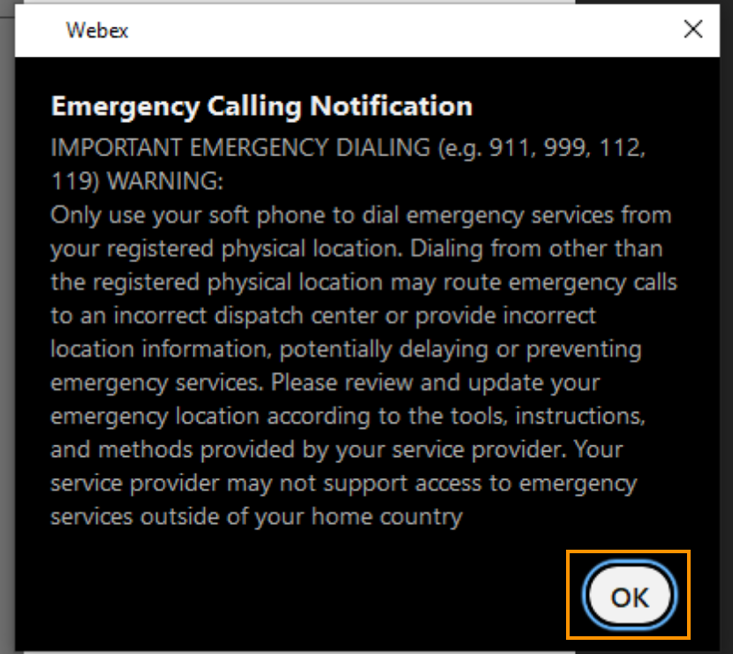 Webex
Emergency Calling Notification
IMPORTANT EMERGENCY DIALING (e.g. 911, 999, 112,
119) WARNING:
Only use your soft phone to dial emergency services from
your registered physical location. Dialing from other than
the registered physical location may route emergency calls
to an incorrect dispatch center or provide incorrect
location information, potentially delaying or preventing
emergency services. Please review and update your
emergency location according to the tools, instructions,
and methods provided by your service provider. Your
service provider may not support access to emergency
services outside of your home country
OK